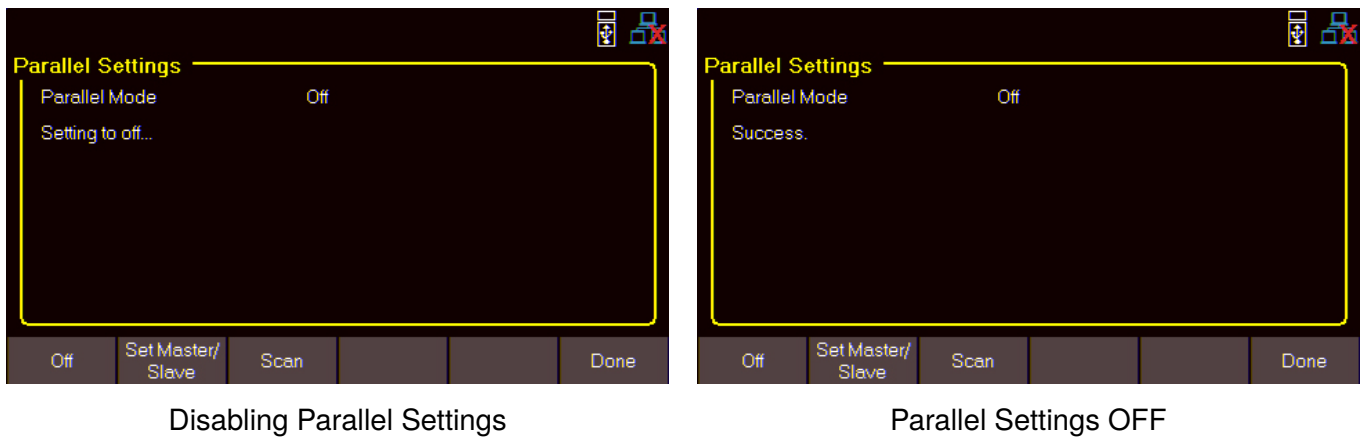 Parallel Settings
Parallel Mode Off
Setting to off...
Off Set Master/ Slave Scan Done
Disabling Parallel Settings
Parallel Settings
Parallel Mode Off
Success.
Off Set Master/ Slave Scan Done
Parallel Settings OFF